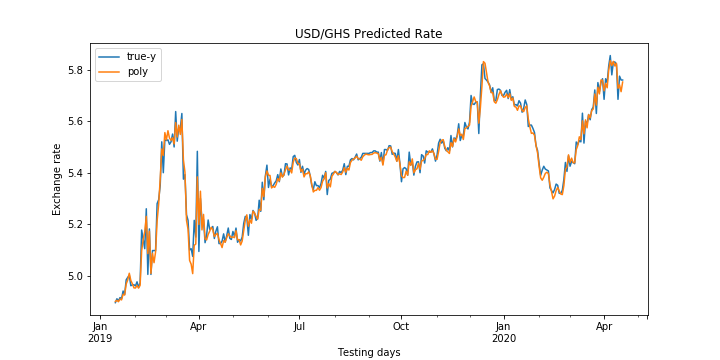 USD/GHS Predicted Rate
true-y
poly
Exchange rate
5.8
5.6
5.4
5.2
5.0
Jan
2019
Apr
Jul
Oct
Jan
2020
Apr
Testing days